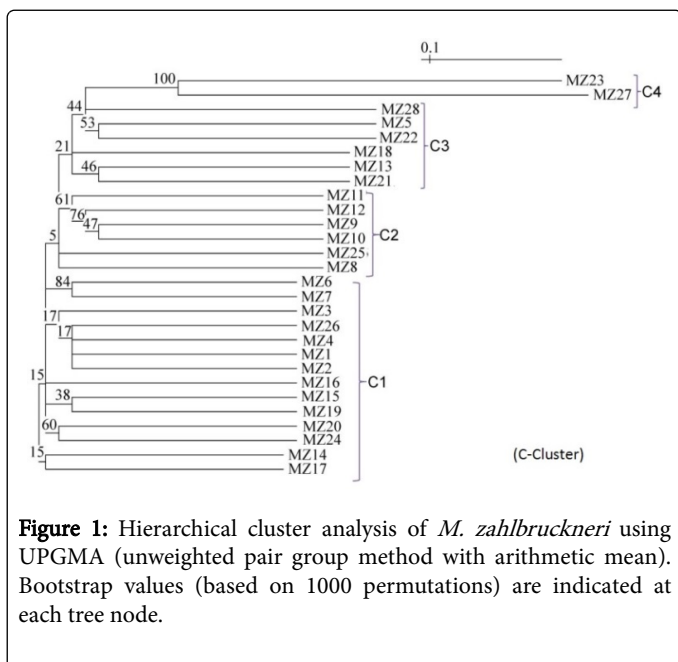 0.1
100
MZ23
C4
MZ27
44
MZ28
53
MZ5
MZ22
C3
21
MZ18
46
MZ13
MZ21
61
MZ11
76
MZ12
47
MZ9
C2
5
MZ10
MZ25
MZ8
84
MZ6
MZ7
17
MZ3
17
MZ26
MZ4
MZ1
MZ2
15
MZ16
C1
38
MZ15
MZ19
60
MZ20
MZ24
(C-Cluster)
15
MZ14
MZ17
Figure 1: Hierarchical cluster analysis of M. zahlbruckneri using
UPGMA (unweighted pair group method with arithmetic mean).
Bootstrap values (based on 1000 permutations) are indicated at
each tree node.